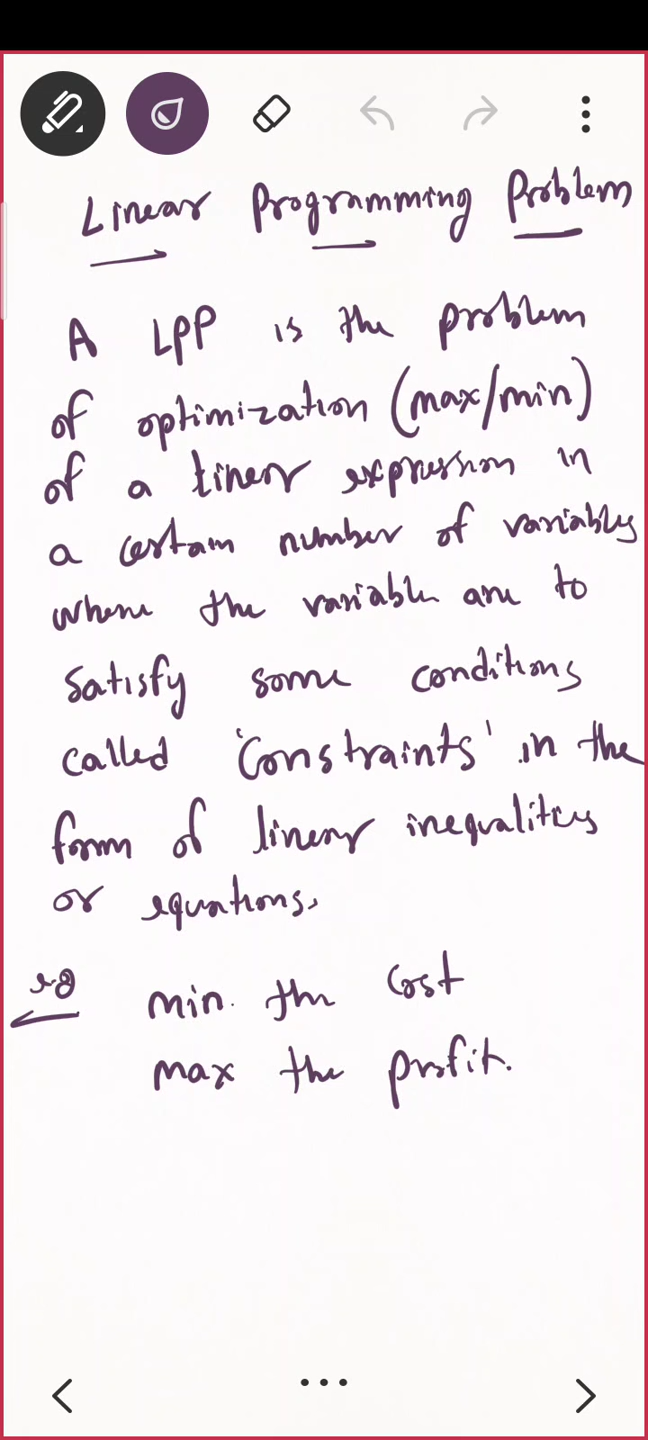 Linear Programming Problem
A LPP is the problem
of optimization (max/min)
of a linear expression in
a certain number of variables
where the variable are to
satisfy some conditions
called 'constraints' in the
form of linear inequalities
or equations.
eg min. the cost
max the profit.